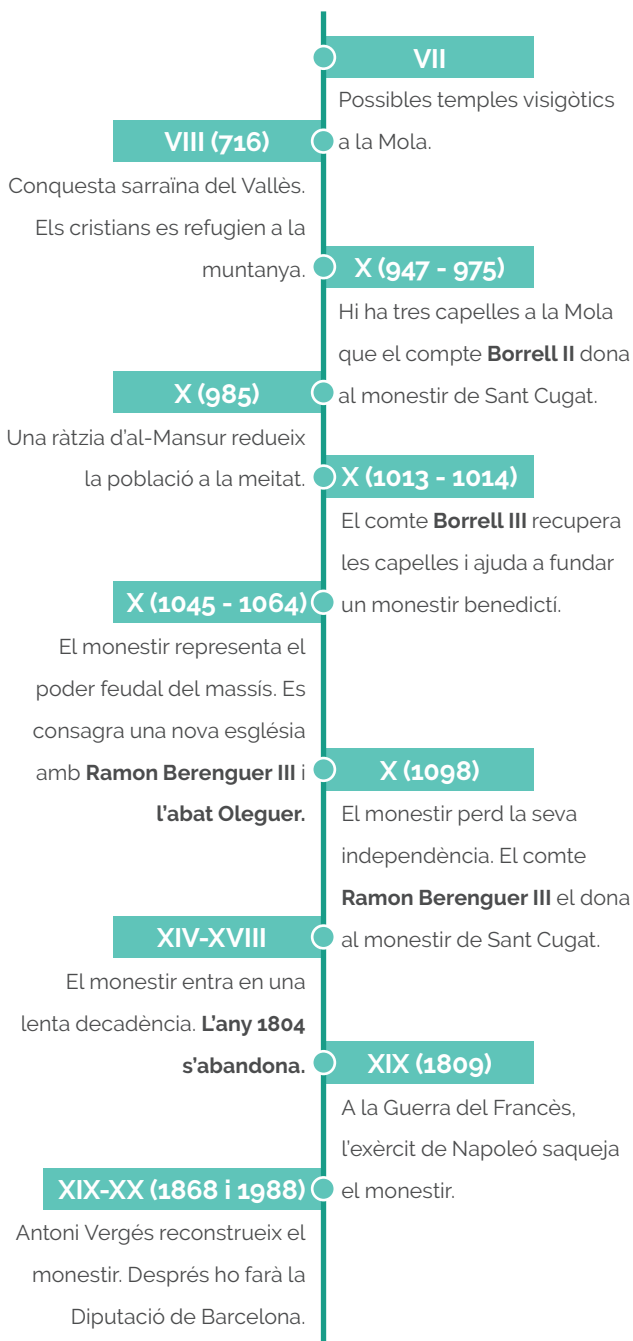 VII
Possibles temples visigòtics
a la Mola.
VIII (716)
Conquesta sarraïna del Vallès.
Els cristians es refugien a la
muntanya.
X (947 - 975)
Hi ha tres capelles a la Mola
que el compte Borrell II dona
al monestir de Sant Cugat.
X (985)
Una ràtzia d'al-Mansur redueix
la població a la meitat.
X (1013 - 1014)
El comte Borrell III recupera
les capelles i ajuda a fundar
un monestir benedictí.
X (1045 - 1064)
El monestir representa el
poder feudal del massís. Es
consagra una nova església
amb Ramon Berenguer III i
l'abat Oleguer.
X (1098)
El monestir perd la seva
independència. El comte
Ramon Berenguer III el dona
al monestir de Sant Cugat.
XIV-XVIII
El monestir entra en una
lenta decadència. L'any 1804
s'abandona.
XIX (1809)
A la Guerra del Francès,
l'exèrcit de Napoleó saqueja
el monestir.
XIX-XX (1868 i 1988)
Antoni Vergés reconstrueix el
monestir. Després ho farà la
Diputació de Barcelona.